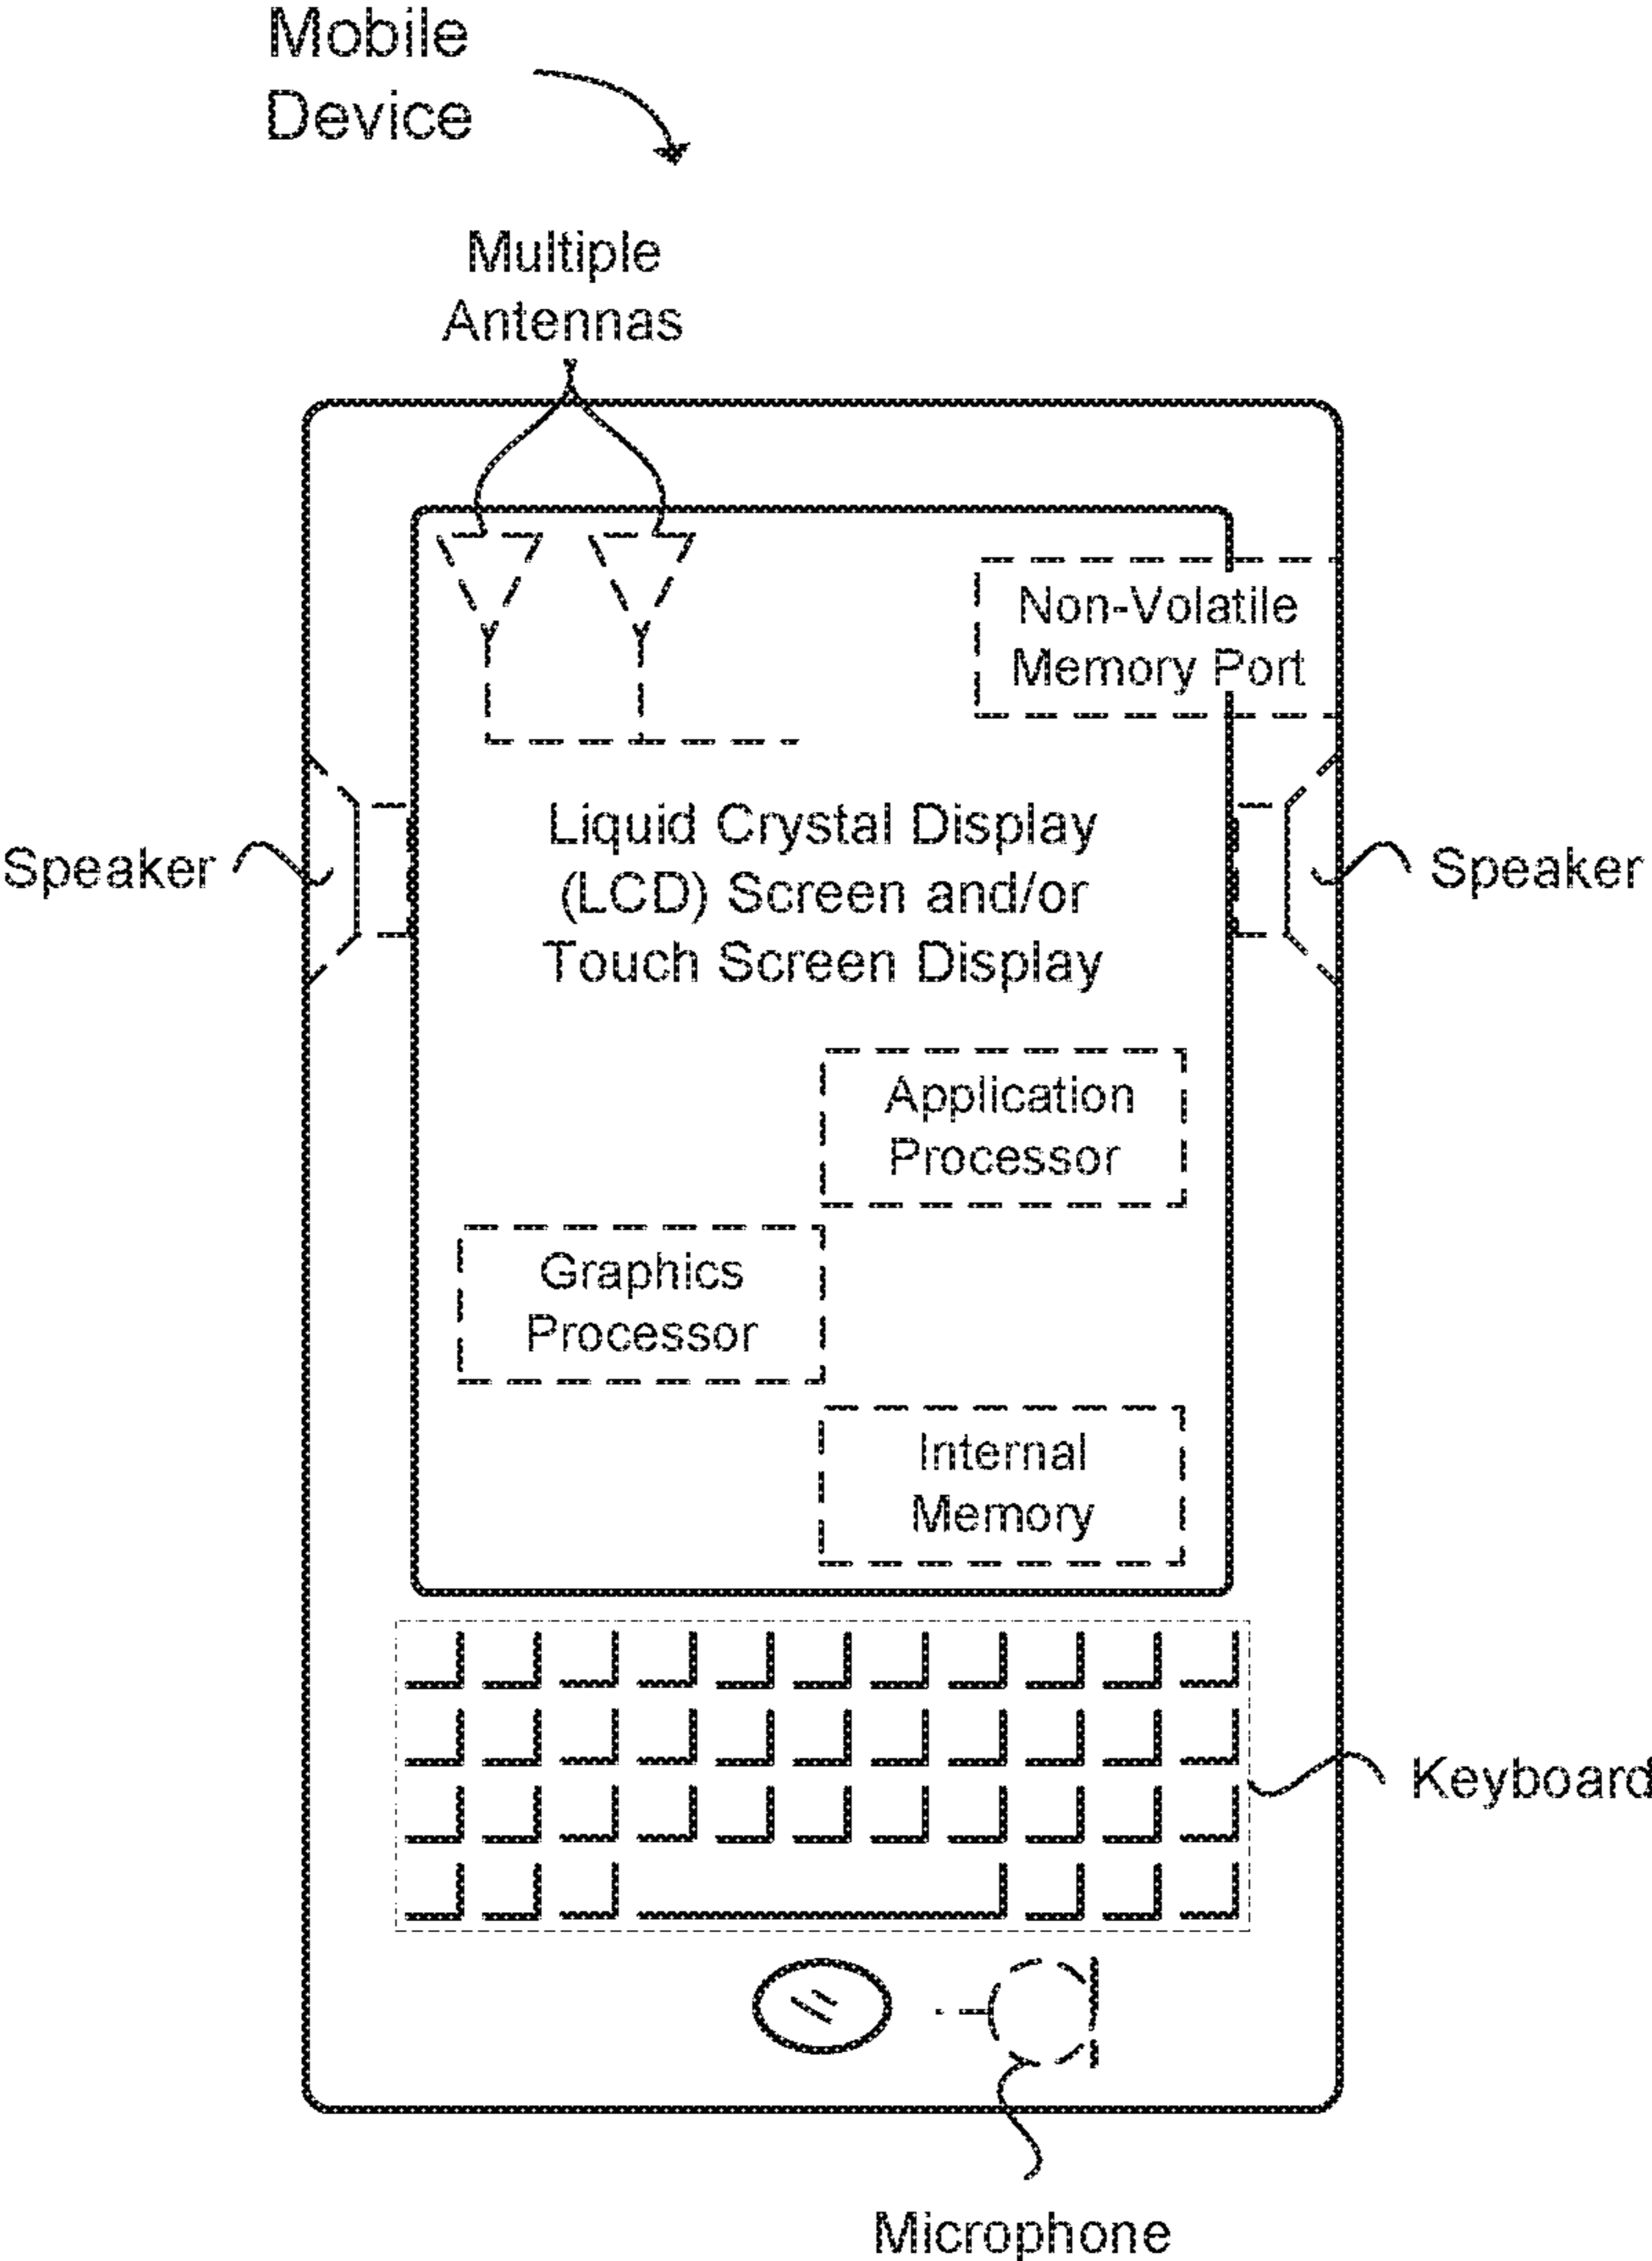 Mobile
Device
Multiple
Antennas
Non-Volatile
Memory Port
Speaker
Liquid Crystal Display
(LCD) Screen and/or
Touch Screen Display
Speaker
Application
Processor
Graphics
Processor
Internal
Memory
Keyboard
Microphone